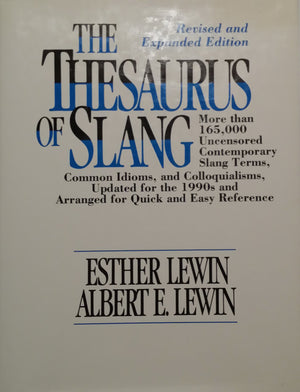 Revised and
Expanded Edition
THE
THESAURUS
OF SLANG
More than
165,000
Uncensored
Contemporary
Slang Terms,
Common Idioms, and Colloquialisms,
Updated for the 1990s and
Arranged for Quick and Easy Reference
ESTHER LEWIN
ALBERT E. LEWIN